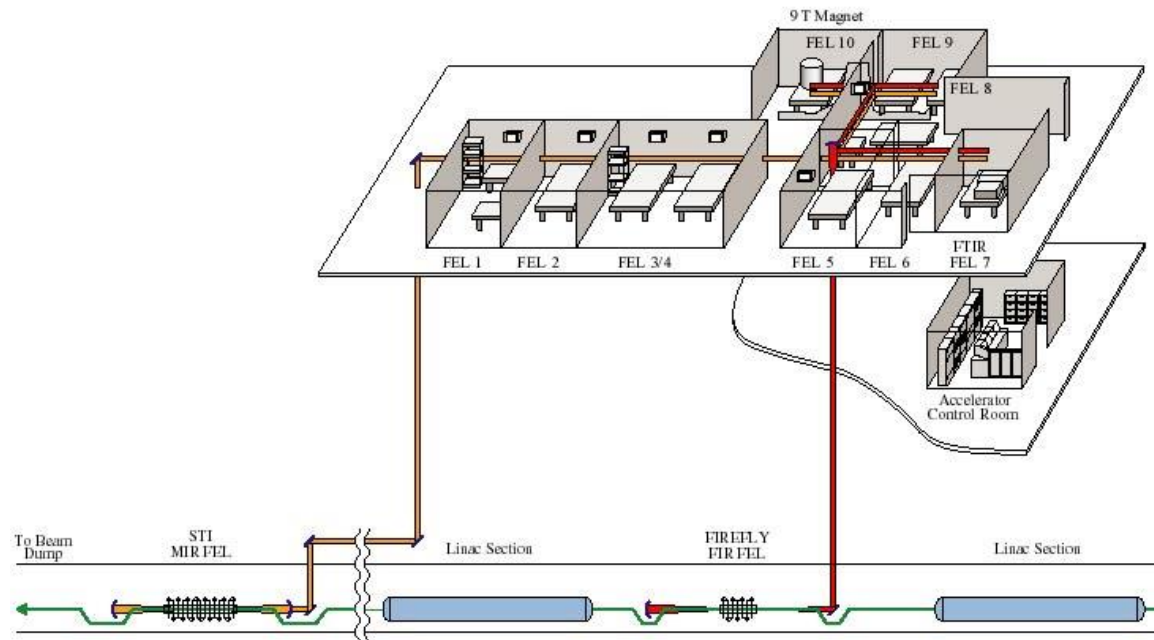 9 T Magnet
FEL 10
FEL 9
FEL 8
FEL 1
FEL 2
FEL 3/4
FEL 5
FEL 6
FTIR
FEL 7
Accelerator
Control Room
To Beam
Dump
STI
MIR FEL
Linac Section
FIREFLY
FIR FEL
Linac Section